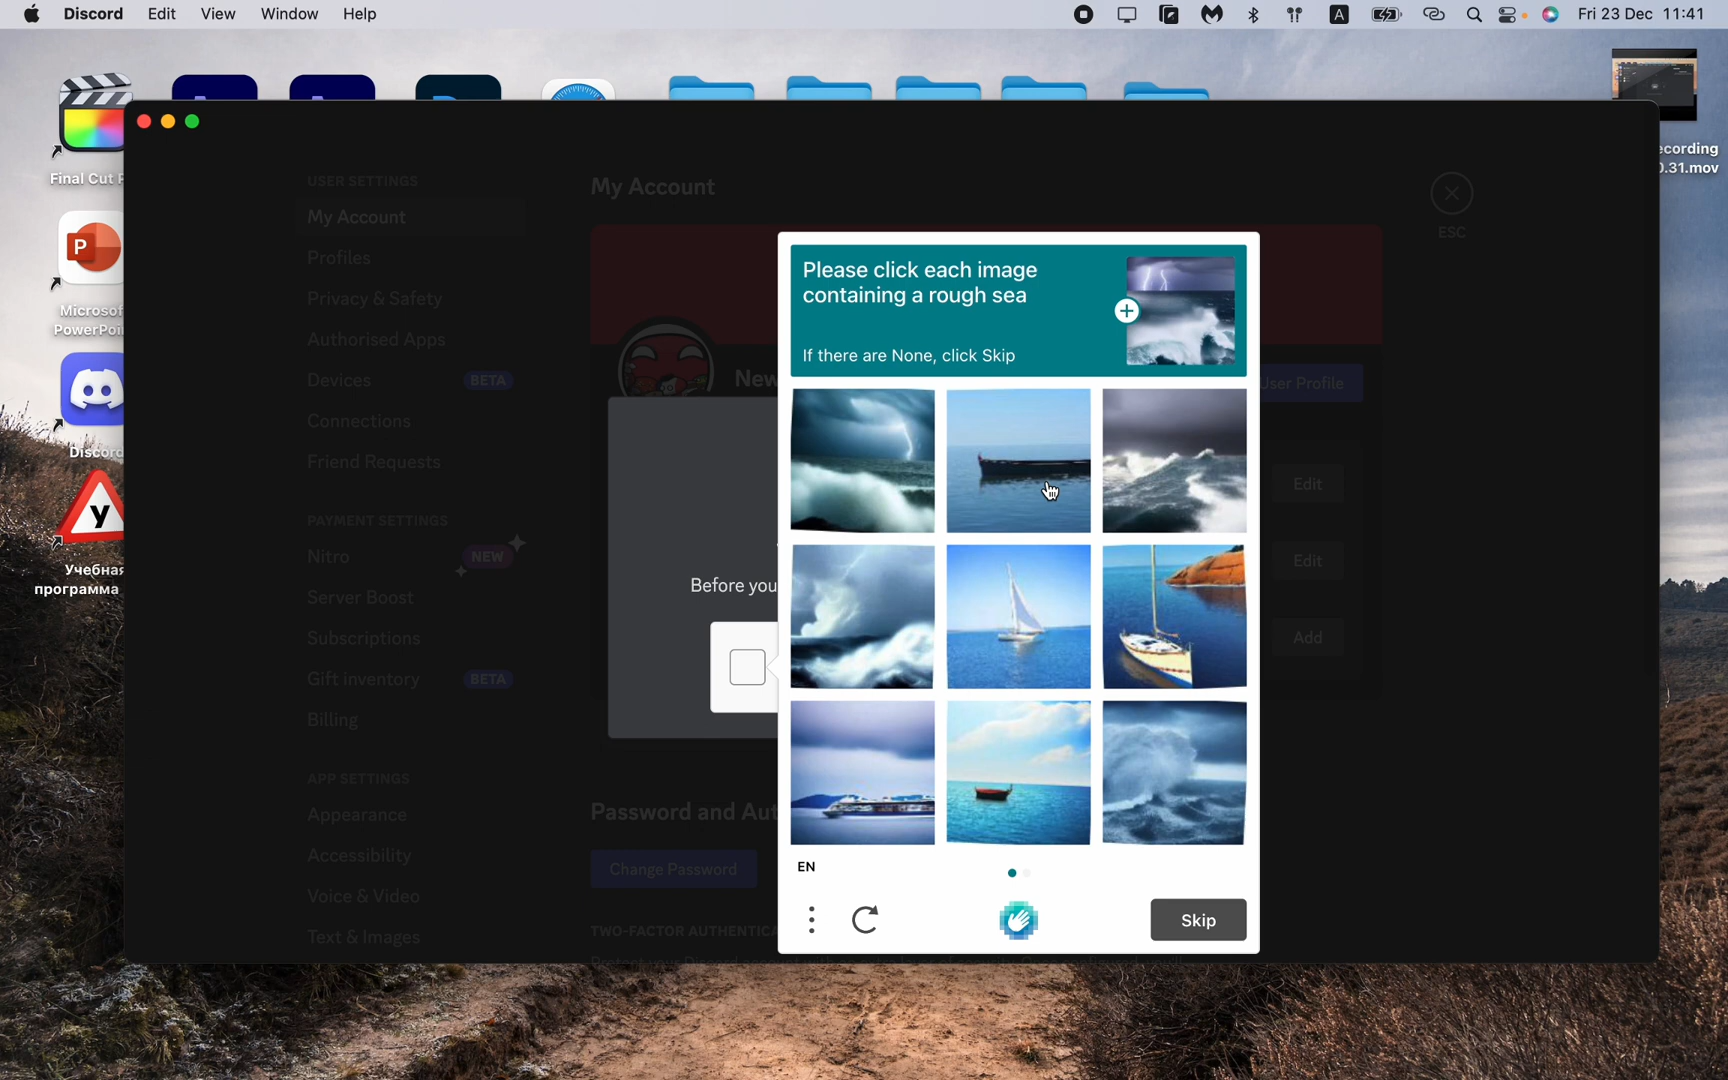 Discord Edit View Window Help
A
Fri 23 Dec 11:41
Final Cut P
Microsof
PowerPoi
Discord
Учебная
программа
ecording
0.31.mov
USER SETTINGS
My Account
Profiles
Privacy & Safety
Authorised Apps
Devices BETA
Connections
Friend Requests
PAYMENT SETTINGS
Nitro NEW
Server Boost
Subscriptions
Gift inventory BETA
Billing
APP SETTINGS
Appearance
Accessibility
Voice & Video
Text & Images
My Account
ESC
New
User Profile
Edit
Edit
Add
Before you
Password and Aut
Change Password
TWO-FACTOR AUTHENTICA
Please click each image
containing a rough sea
If there are None, click Skip
EN
Skip